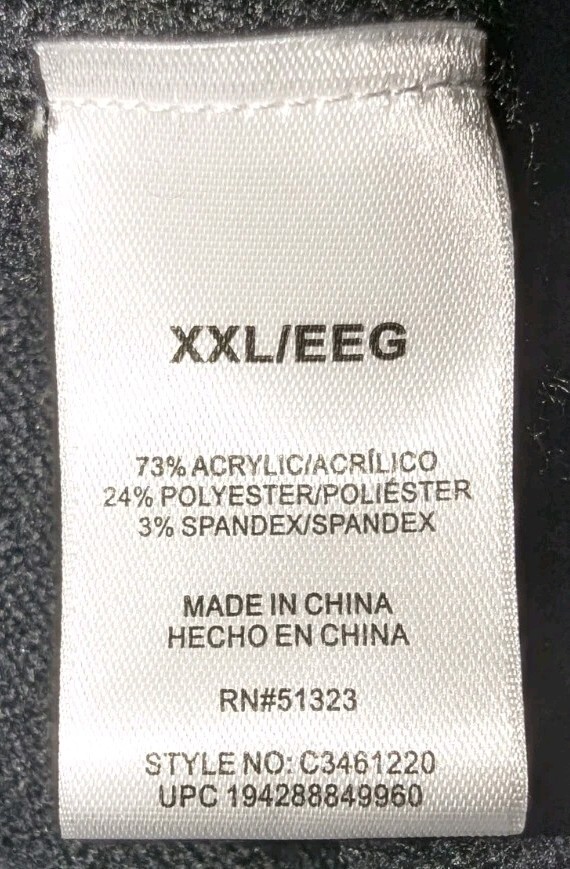 XXL/EEG
73% ACRYLIC/ACRÍLICO
24% POLYESTER/POLIÉSTER
3% SPANDEX/SPANDEX
MADE IN CHINA
HECHO EN CHINA
RN#51323
STYLE NO: C3461220
UPC 194288849960